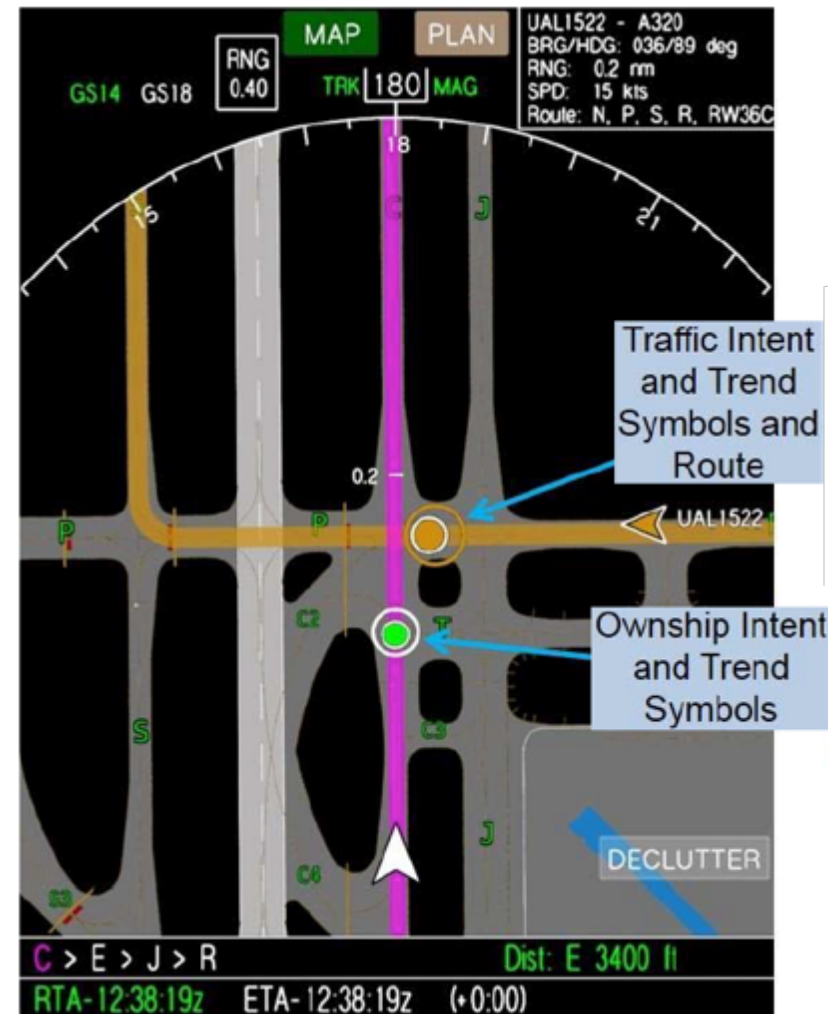 MAP
PLAN
UAL1522 - A320
BRG/HDG: 036/89 deg
RNG: 0.2 nm
SPD: 15 kts
Route: N, P, S, R, RW36C
RNG
0.40
GS14 GS18
TRK 180 MAG
18
15
21
C
J
Traffic Intent
and Trend
Symbols and
Route
0.2
P
P
UAL1522
C2
T
Ownship Intent
and Trend
Symbols
S
C3
J
DECLUTTER
C4
S3
C > E > J > R
Dist: E 3400 ft
RTA-12:38:19z ETA-12:38:19z (+0:00)